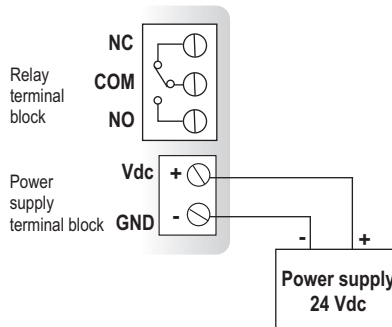 NC
Relay
terminal
block
COM
NO
Power
supply
terminal block
Vdc +
GND -
- +
Power supply
24 Vdc